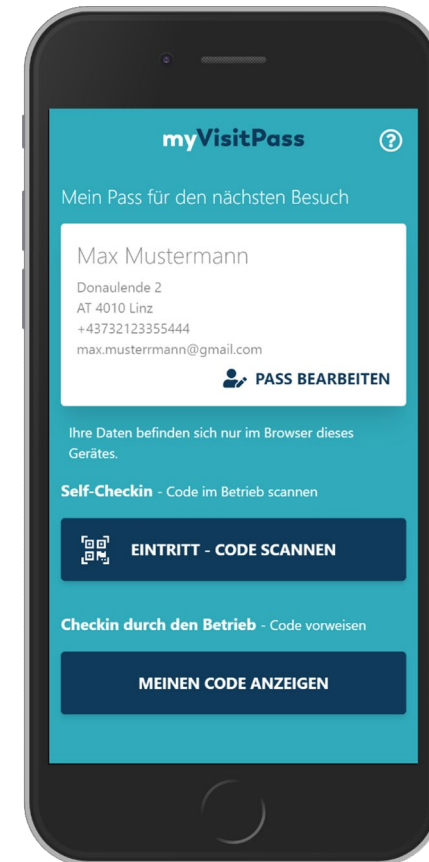 myVisitPass
Mein Pass für den nächsten Besuch
Max Mustermann
Donaulende 2
AT 4010 Linz
+43732123355444
max.musterrmann@gmail.com
PASS BEARBEITEN
Ihre Daten befinden sich nur im Browser dieses
Gerätes.
Self-Checkin - Code im Betrieb scannen
EINTRITT - CODE SCANNEN
Checkin durch den Betrieb - Code vorweisen
MEINEN CODE ANZEIGEN